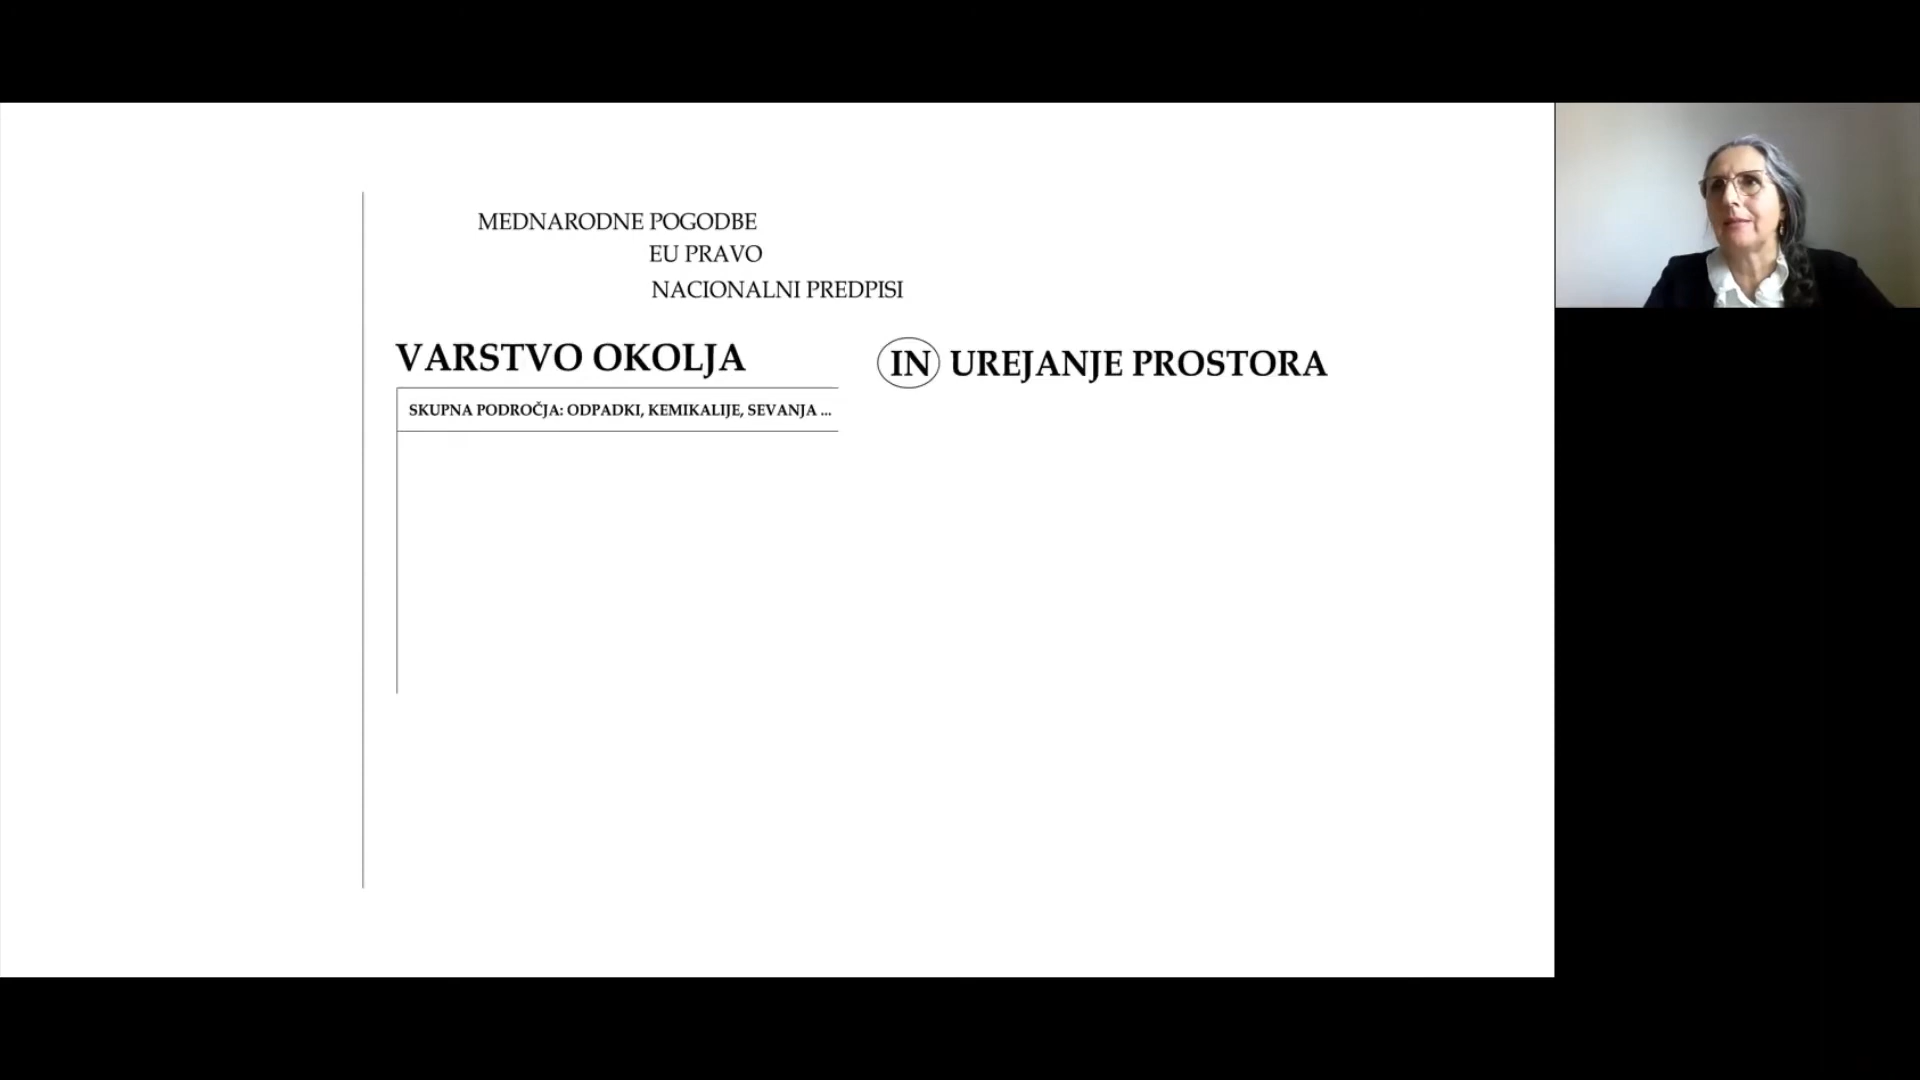 MEDNARODNE POGODBE
EU PRAVO
NACIONALNI PREDPISI
VARSTVO OKOLJA
IN UREJANJE PROSTORA
SKUPNA PODROČJA: ODPADKI, KEMIKALIJE, SEVANJA ...